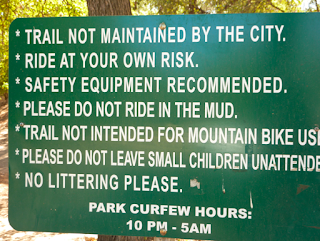 * TRAIL NOT MAINTAINED BY THE CITY.
* RIDE AT YOUR OWN RISK.
* SAFETY EQUIPMENT RECOMMENDED.
* PLEASE DO NOT RIDE IN THE MUD.
* TRAIL NOT INTENDED FOR MOUNTAIN BIKE US
* PLEASE DO NOT LEAVE SMALL CHILDREN UNATTENDE
* NO LITTERING PLEASE.
PARK CURFEW HOURS:
10 PM - 5AM